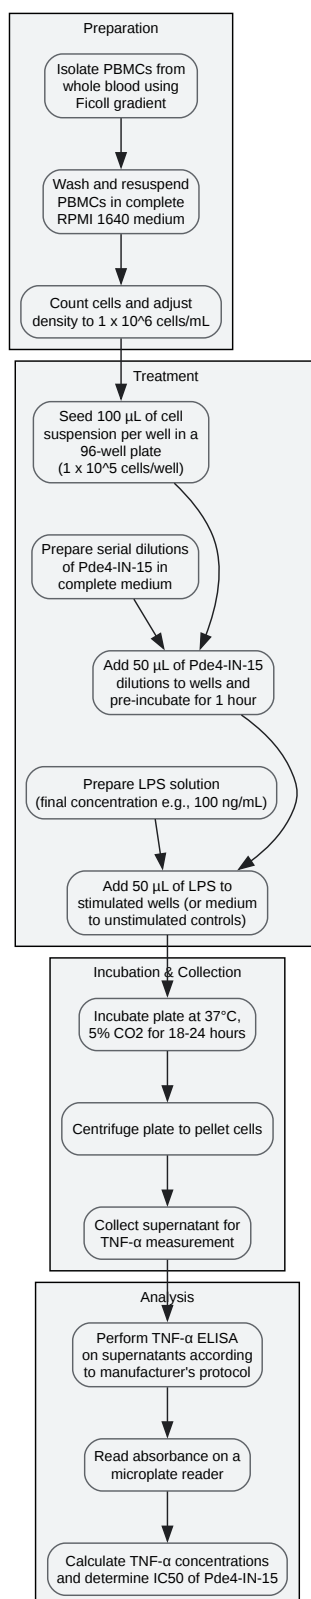 Preparation
Isolate PBMCs from
whole blood using
Ficoll gradient
Wash and resuspend
PBMCs in complete
RPMI 1640 medium
Count cells and adjust
density to 1 x 10^6 cells/mL
Treatment
Seed 100 µL of cell
suspension per well in a
96-well plate
(1 x 10^5 cells/well)
Prepare serial dilutions
of Pde4-IN-15 in
complete medium
Add 50 µL of Pde4-IN-15
dilutions to wells and
pre-incubate for 1 hour
Prepare LPS solution
(final concentration e.g., 100 ng/mL)
Add 50 µL of LPS to
stimulated wells (or medium
to unstimulated controls)
Incubation & Collection
Incubate plate at 37°C,
5% CO2 for 18-24 hours
Centrifuge plate to pellet cells
Collect supernatant for
TNF-α measurement
Analysis
Perform TNF-α ELISA
on supernatants according
to manufacturer's protocol
Read absorbance on a
microplate reader
Calculate TNF-α concentrations
and determine IC50 of Pde4-IN-15